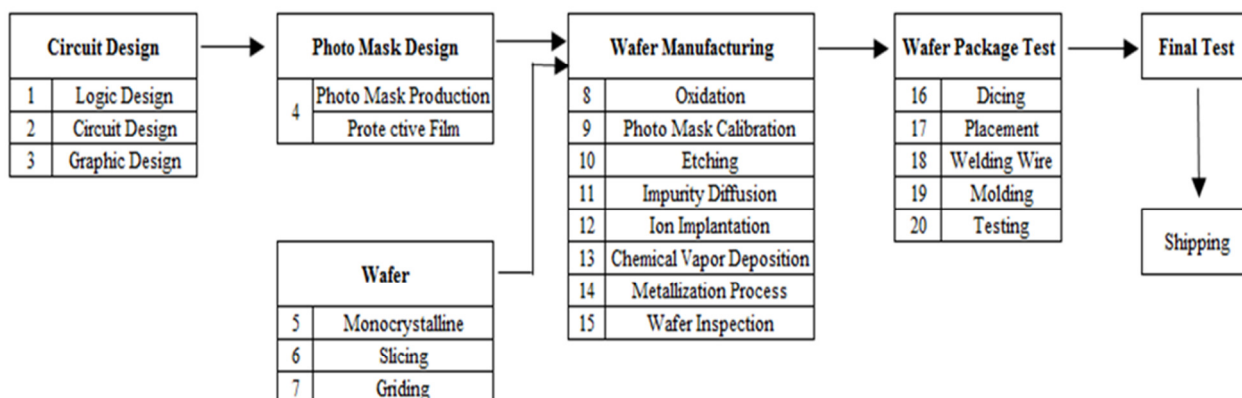 Circuit Design
1 Logic Design
2 Circuit Design
3 Graphic Design
Photo Mask Design
4 Photo Mask Production
Prote ctive Film
Wafer
5 Monocrystalline
6 Slicing
7 Griding
Wafer Manufacturing
8 Oxidation
9 Photo Mask Calibration
10 Etching
11 Impurity Diffusion
12 Ion Implantation
13 Chemical Vapor Deposition
14 Metallization Process
15 Wafer Inspection
Wafer Package Test
16 Dicing
17 Placement
18 Welding Wire
19 Molding
20 Testing
Final Test
Shipping